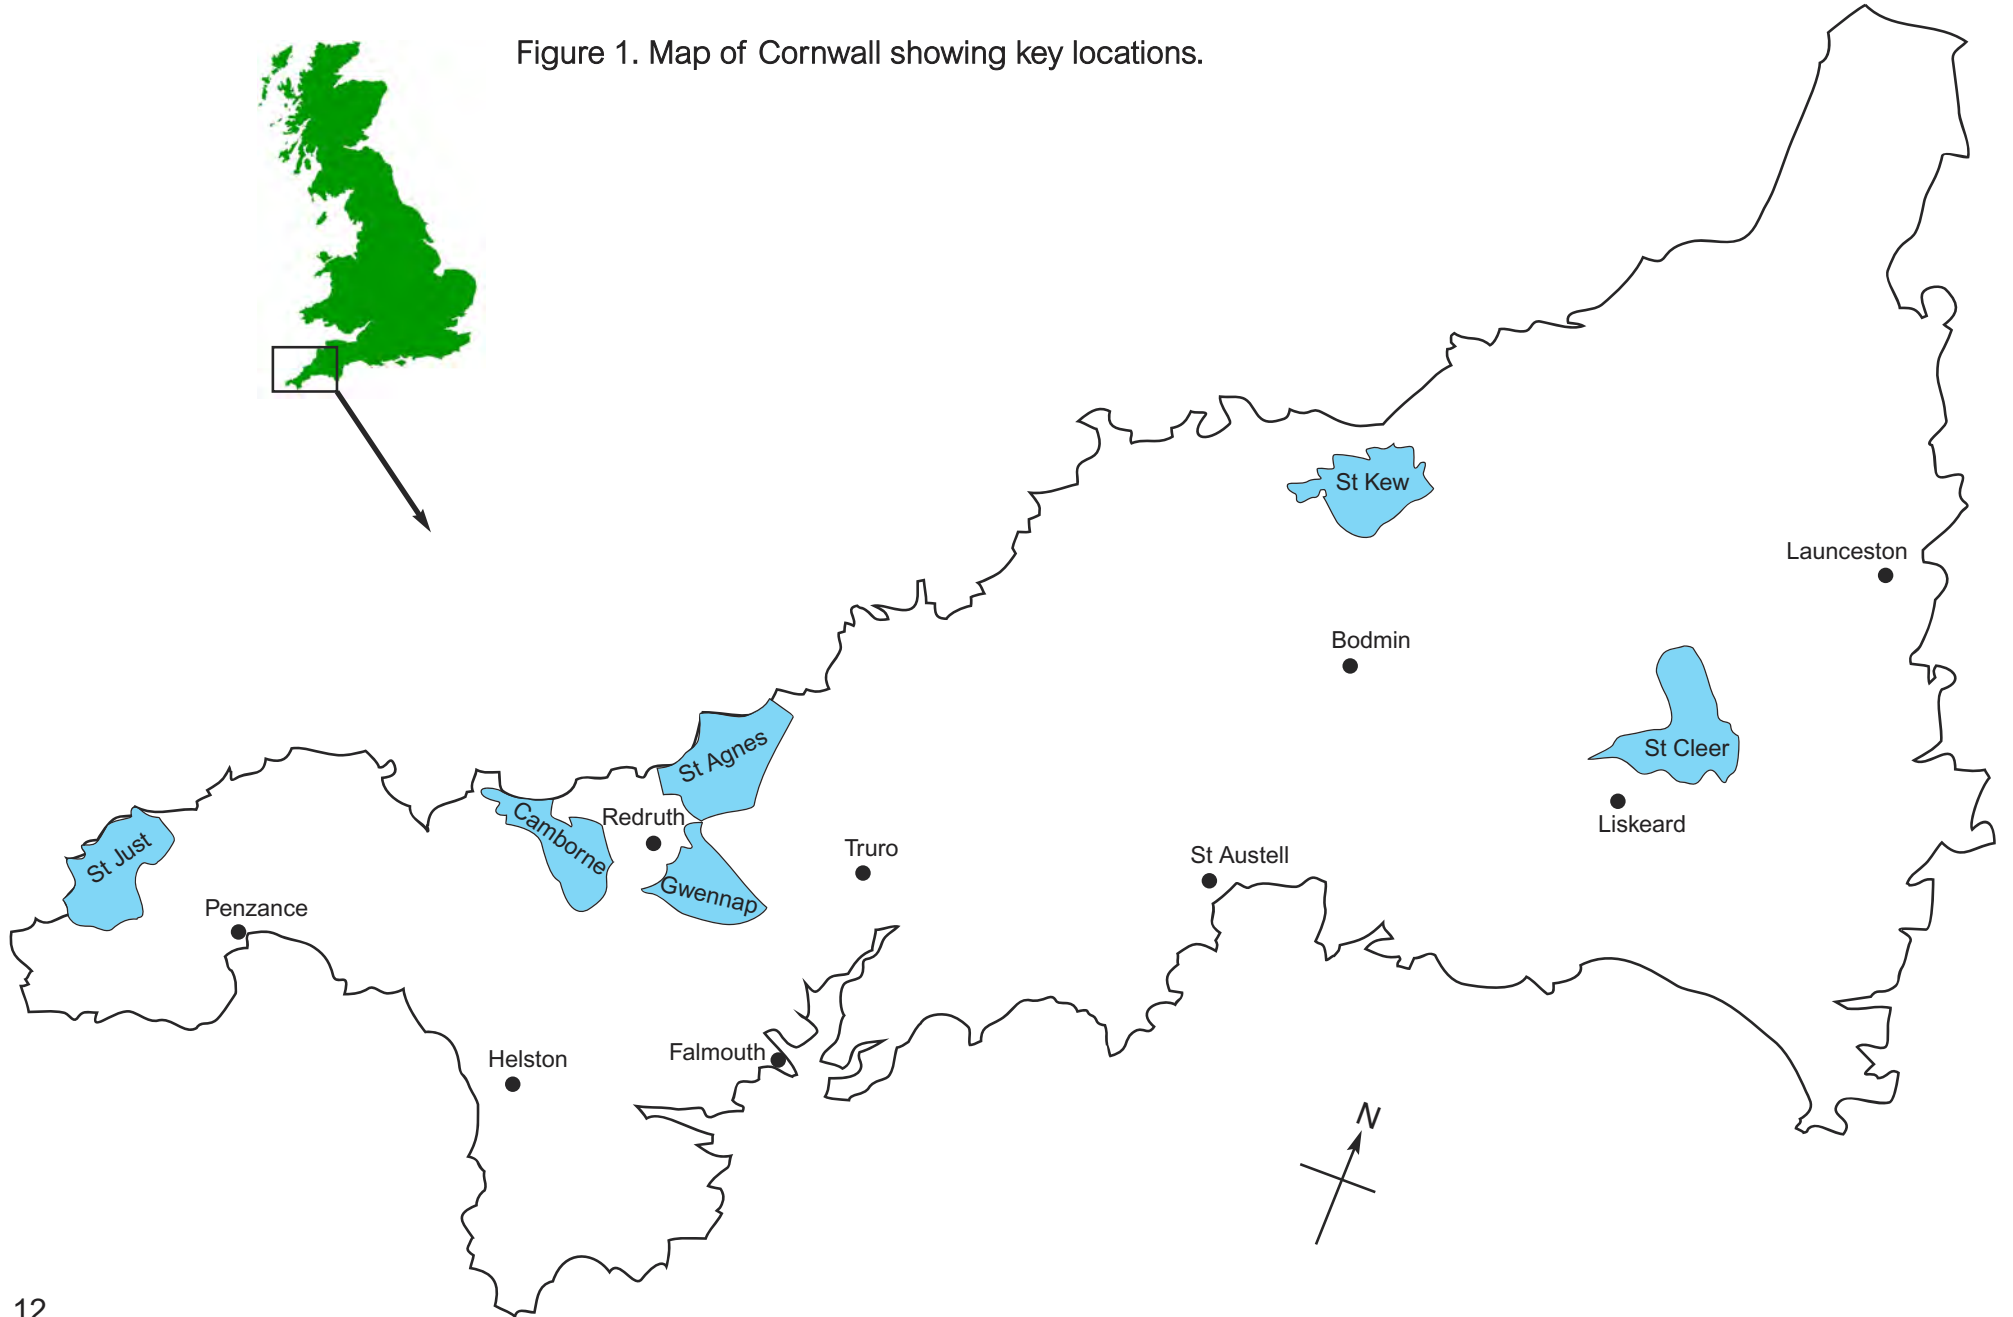 Figure 1. Map of Cornwall showing key locations.
St Kew
Launceston
Bodmin
St Agnes
St Cleer
Camborne
Redruth
Liskeard
St Just
Truro
St Austell
Gwennap
Penzance
Helston
Falmouth
N
12